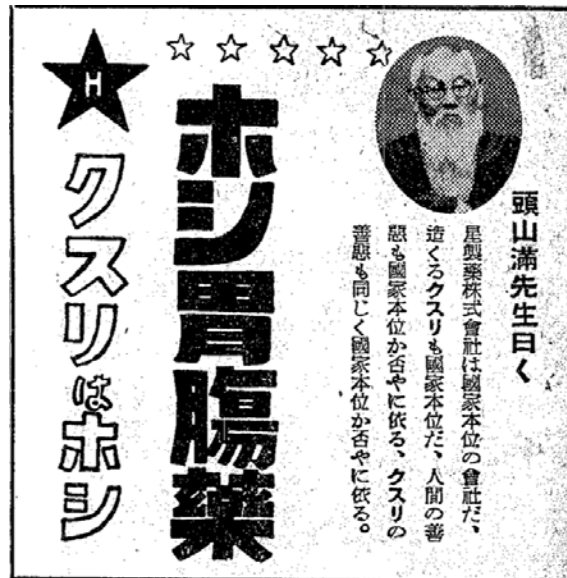 頭山滿先生曰く
星製藥株式會社は國家本位の會社だ、
造くるクスリも國家本位だ、人間の善
惡も國家本位か否やに依る、クスリの
善惡も同じく國家本位か否やに依る。
ホシ胃腸藥
H
クスリはホシ